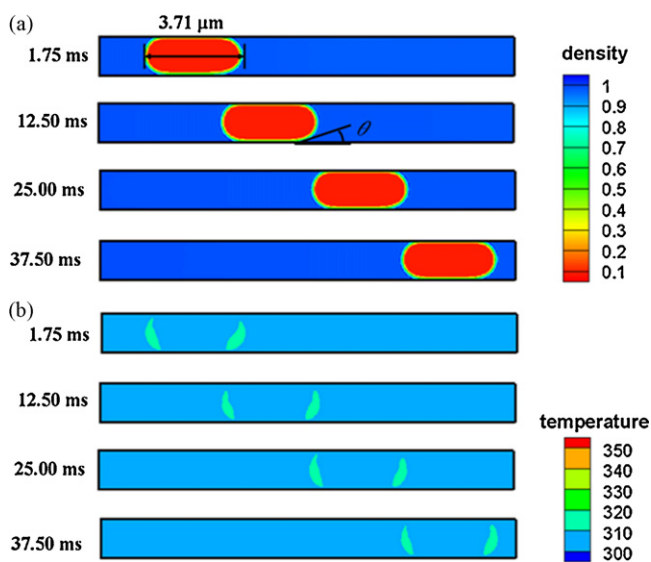 (a)
3.71 μm
1.75 ms
12.50 ms
θ
25.00 ms
37.50 ms
density
1
0.9
0.8
0.7
0.6
0.5
0.4
0.3
0.2
0.1
(b)
1.75 ms
12.50 ms
25.00 ms
37.50 ms
temperature
350
340
330
320
310
300